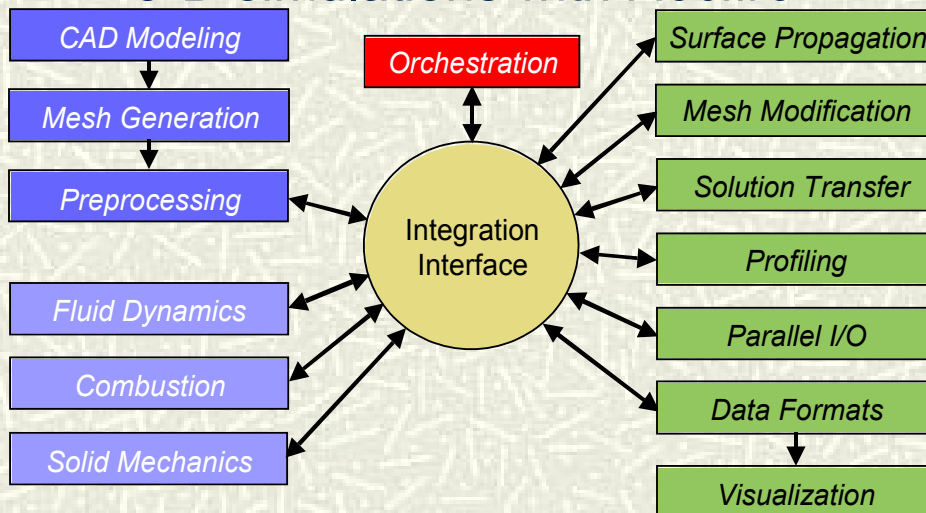 CAD Modeling
Mesh Generation
Preprocessing
Fluid Dynamics
Combustion
Solid Mechanics
Orchestration
Integration
Interface
Surface Propagation
Mesh Modification
Solution Transfer
Profiling
Parallel I/O
Data Formats
Visualization